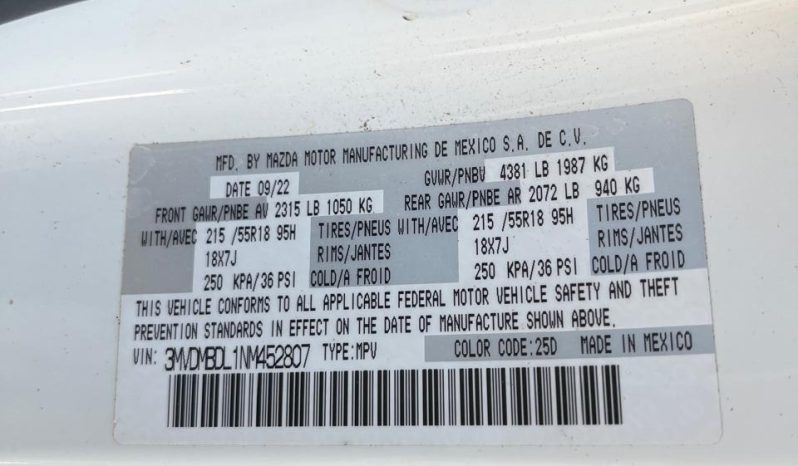 MFD. BY MAZDA MOTOR MANUFACTURING DE MEXICO S.A. DE C.V.
DATE 09/22 GVWR/PNBV 4381 LB 1987 KG
FRONT GAWR/PNBE AV 2315 LB 1050 KG REAR GAWR/PNBE AR 2072 LB 940 KG
WITH/AVEC 215 /55R18 95H TIRES/PNEUS WITH/AVEC 215 /55R18 95H TIRES/PNEUS
18X7J RIMS/JANTES 18X7J RIMS/JANTES
250 KPA/36 PSI COLD/A FROID 250 KPA/36 PSI COLD/A FROID
THIS VEHICLE CONFORMS TO ALL APPLICABLE FEDERAL MOTOR VEHICLE SAFETY AND THEFT
PREVENTION STANDARDS IN EFFECT ON THE DATE OF MANUFACTURE SHOWN ABOVE.
VIN: 3MVDMBDL1NM452807 TYPE:MPV COLOR CODE:25D MADE IN MEXICO